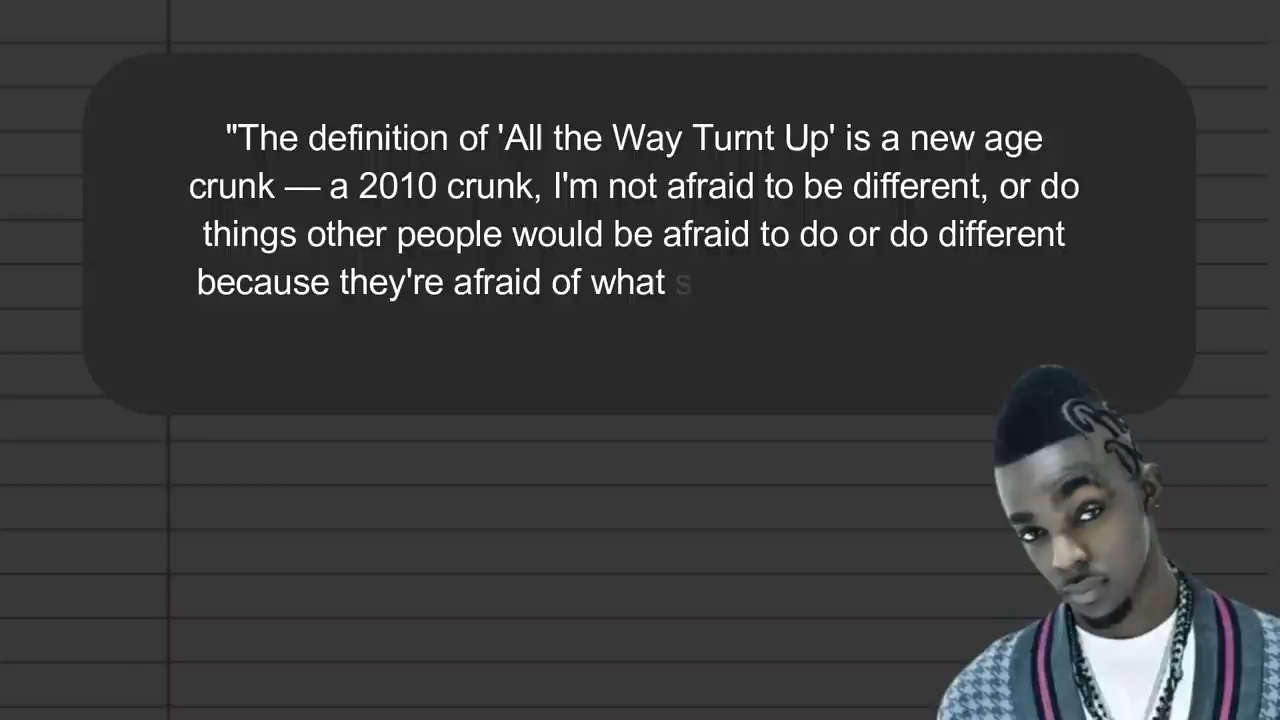 "The definition of 'All the Way Turnt Up' is a new age
crunk — a 2010 crunk, I'm not afraid to be different, or do
things other people would be afraid to do or do different
because they're afraid of what s